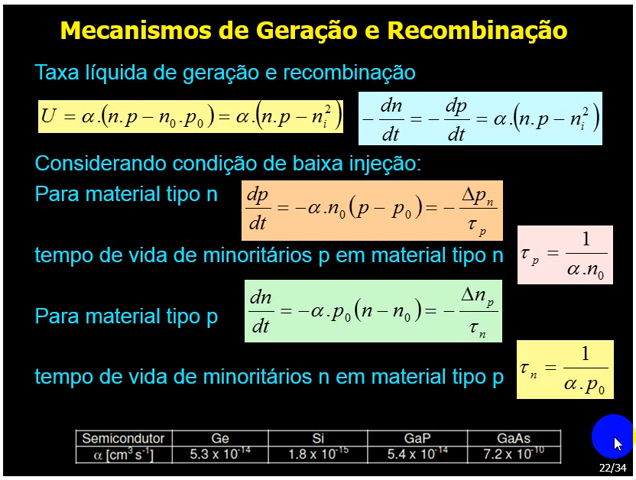 Mecanismos de Geração e Recombinação
Taxa líquida de geração e recombinação
U = α.(n.p − n₀.p₀) = α.(n.p − nᵢ²)
− dn/dt = − dp/dt = α.(n.p − nᵢ²)
Considerando condição de baixa injeção:
Para material tipo n
dp/dt = −α.n₀(p − p₀) = − Δpₙ/τₚ
tempo de vida de minoritários p em material tipo n
τₚ = 1/α.n₀
Para material tipo p
dn/dt = −α.p₀(n − n₀) = − Δnₚ/τₙ
tempo de vida de minoritários n em material tipo p
τₙ = 1/α.p₀
Semicondutor Ge Si GaP GaAs
α [cm³ s⁻¹] 5.3 x 10⁻¹⁴ 1.8 x 10⁻¹⁵ 5.4 x 10⁻¹⁴ 7.2 x 10⁻¹⁰
22/34